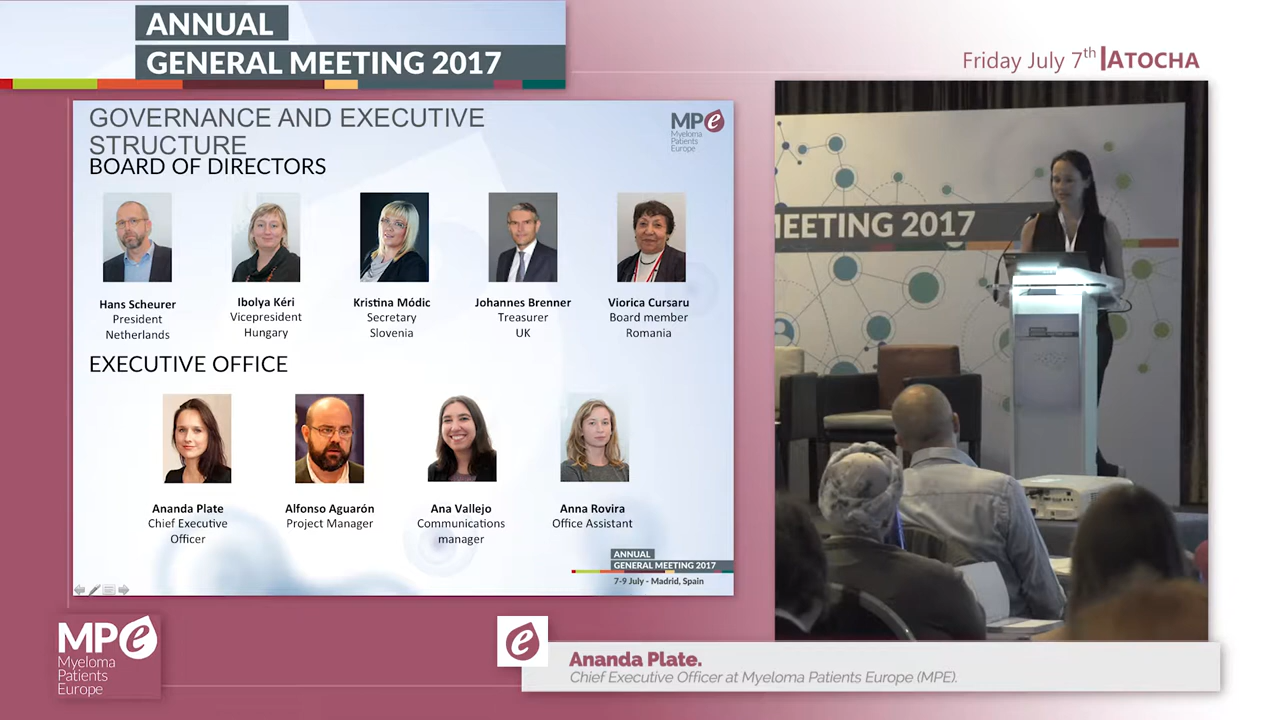 ANNUAL
GENERAL MEETING 2017
Friday July 7th |ATOCHA
GOVERNANCE AND EXECUTIVE
STRUCTURE
BOARD OF DIRECTORS
MPe
Myeloma
Patients
Europe
Hans Scheurer
President
Netherlands
Ibolya Kéri
Vicepresident
Hungary
Kristina Módic
Secretary
Slovenia
Johannes Brenner
Treasurer
UK
Viorica Cursaru
Board member
Romania
EXECUTIVE OFFICE
Ananda Plate
Chief Executive
Officer
Alfonso Aguarón
Project Manager
Ana Vallejo
Communications
manager
Anna Rovira
Office Assistant
ANNUAL
GENERAL MEETING 2017
7-9 July - Madrid, Spain
MEETING 2017
MPe
Myeloma
Patients
Europe
e
Ananda Plate.
Chief Executive Officer at Myeloma Patients Europe (MPE).